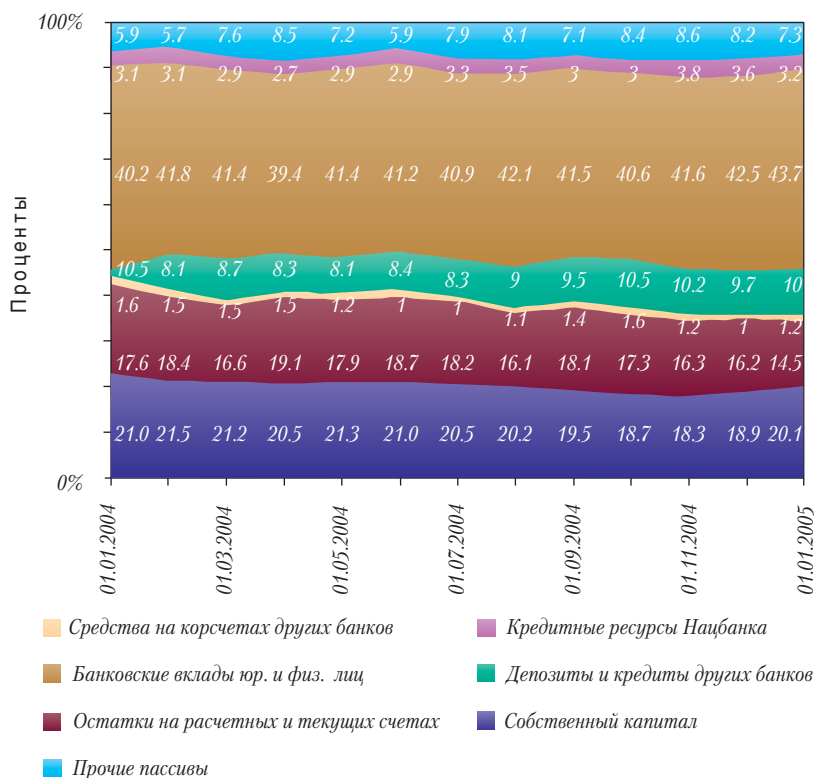 100%
5.9 5.7 7.6 8.5 7.2 5.9 7.9 8.1 7.1 8.4 8.6 8.2 7.3
3.1 3.1 2.9 2.7 2.9 2.9 3.3 3.5 3 3 3.8 3.6 3.2
40.2 41.8 41.4 39.4 41.4 41.2 40.9 42.1 41.5 40.6 41.6 42.5 43.7
10.5 8.1 8.7 8.3 8.1 8.4 8.3 9 9.5 10.5 10.2 9.7 10
1.6 1.5 1.5 1.5 1.2 1 1 1.1 1.4 1.6 1.2 1 1.2
17.6 18.4 16.6 19.1 17.9 18.7 18.2 16.1 18.1 17.3 16.3 16.2 14.5
21.0 21.5 21.2 20.5 21.3 21.0 20.5 20.2 19.5 18.7 18.3 18.9 20.1
0%
Проценты
01.01.2004
01.03.2004
01.05.2004
01.07.2004
01.09.2004
01.11.2004
01.01.2005
Средства на корсчетах других банков
Кредитные ресурсы Нацбанка
Банковские вклады юр. и физ. лиц
Депозиты и кредиты других банков
Остатки на расчетных и текущих счетах
Собственный капитал
Прочие пассивы